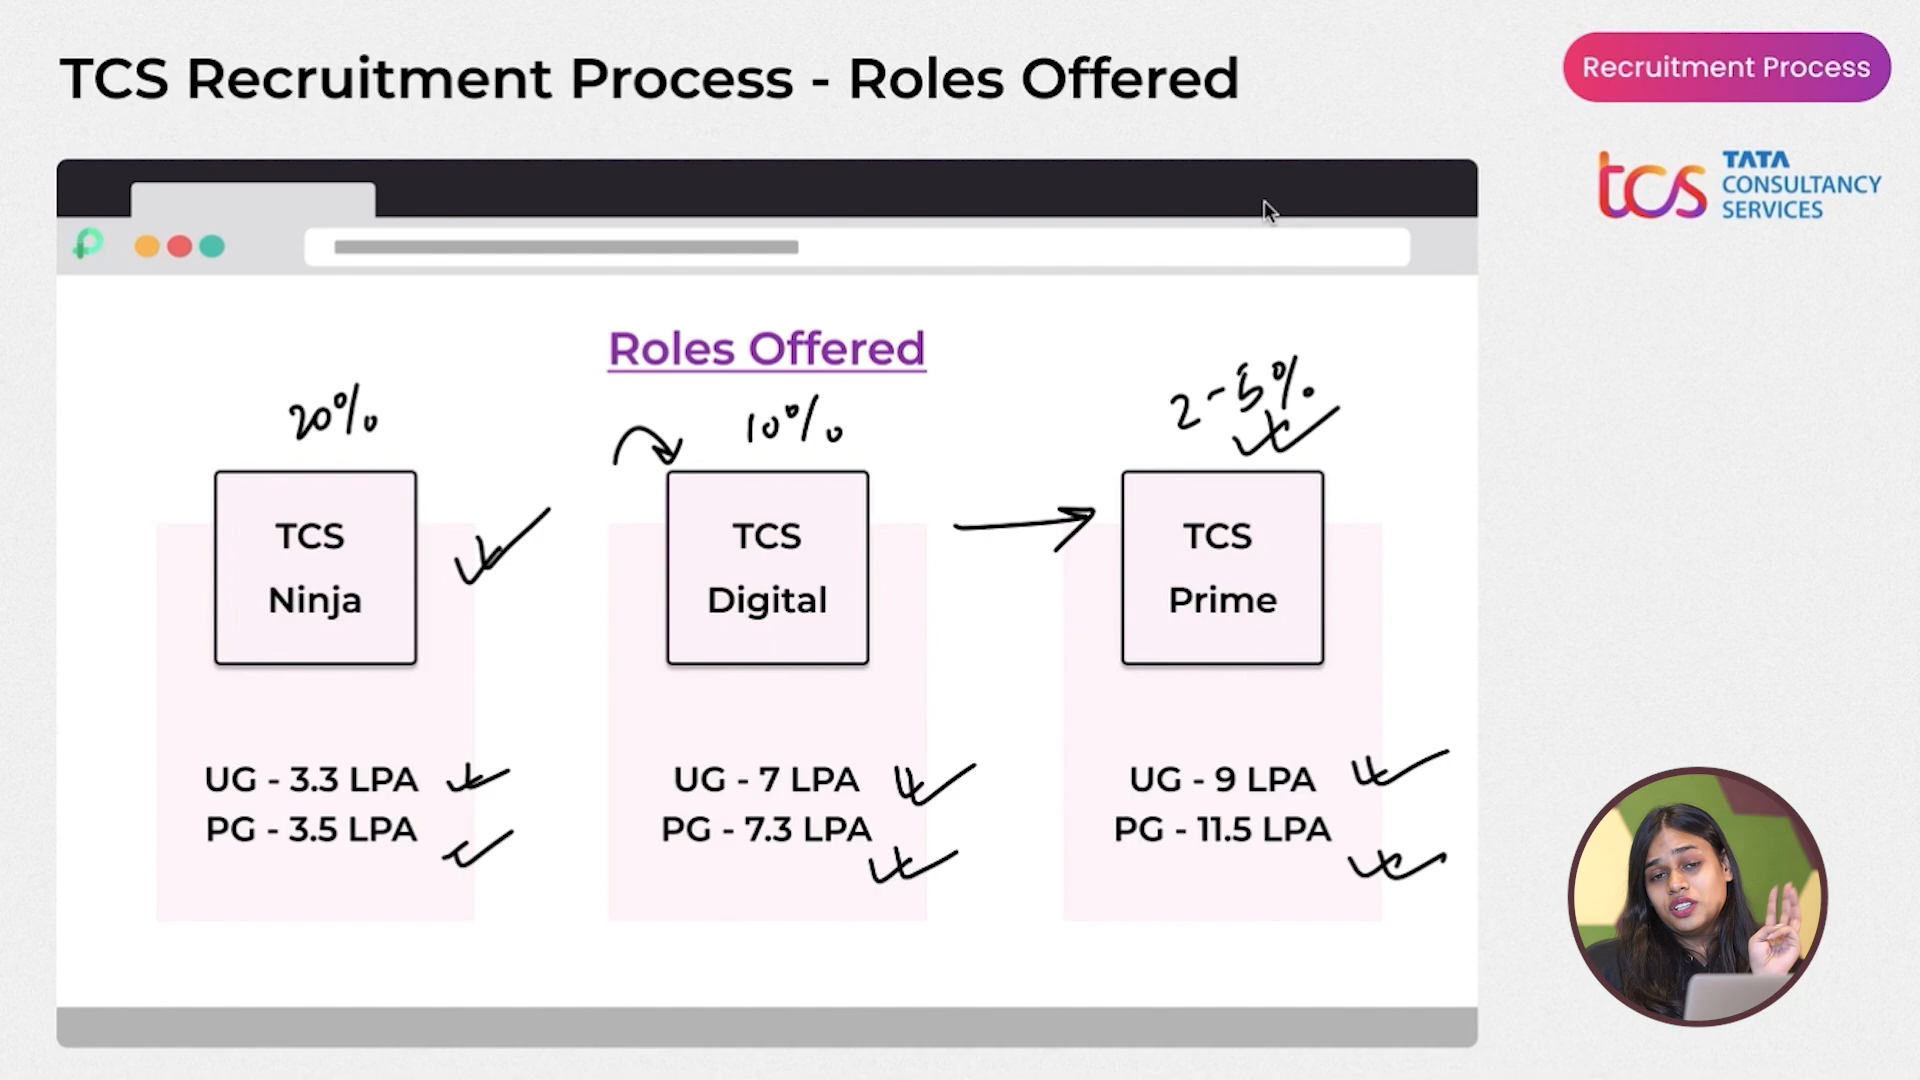 TCS Recruitment Process - Roles Offered
Recruitment Process
tcs TATA
CONSULTANCY
SERVICES
Roles Offered
20%
10%
2-5%
TCS
Ninja
TCS
Digital
TCS
Prime
UG - 3.3 LPA
PG - 3.5 LPA
UG - 7 LPA
PG - 7.3 LPA
UG - 9 LPA
PG - 11.5 LPA